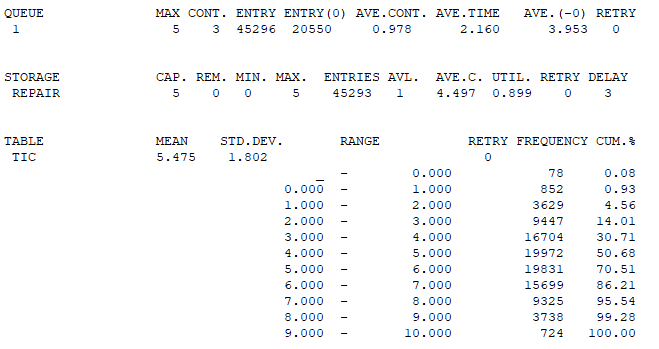 QUEUE MAX CONT. ENTRY ENTRY(0) AVE.CONT. AVE.TIME AVE.(-0) RETRY
1 5 3 45296 20550 0.978 2.160 3.953 0
STORAGE CAP. REM. MIN. MAX. ENTRIES AVL. AVE.C. UTIL. RETRY DELAY
REPAIR 5 0 0 5 45293 1 4.497 0.899 0 3
TABLE MEAN STD.DEV. RANGE RETRY FREQUENCY CUM.%
TIC 5.475 1.802 0
_ - 0.000 78 0.08
0.000 - 1.000 852 0.93
1.000 - 2.000 3629 4.56
2.000 - 3.000 9447 14.01
3.000 - 4.000 16704 30.71
4.000 - 5.000 19972 50.68
5.000 - 6.000 19831 70.51
6.000 - 7.000 15699 86.21
7.000 - 8.000 9325 95.54
8.000 - 9.000 3738 99.28
9.000 - 10.000 724 100.00